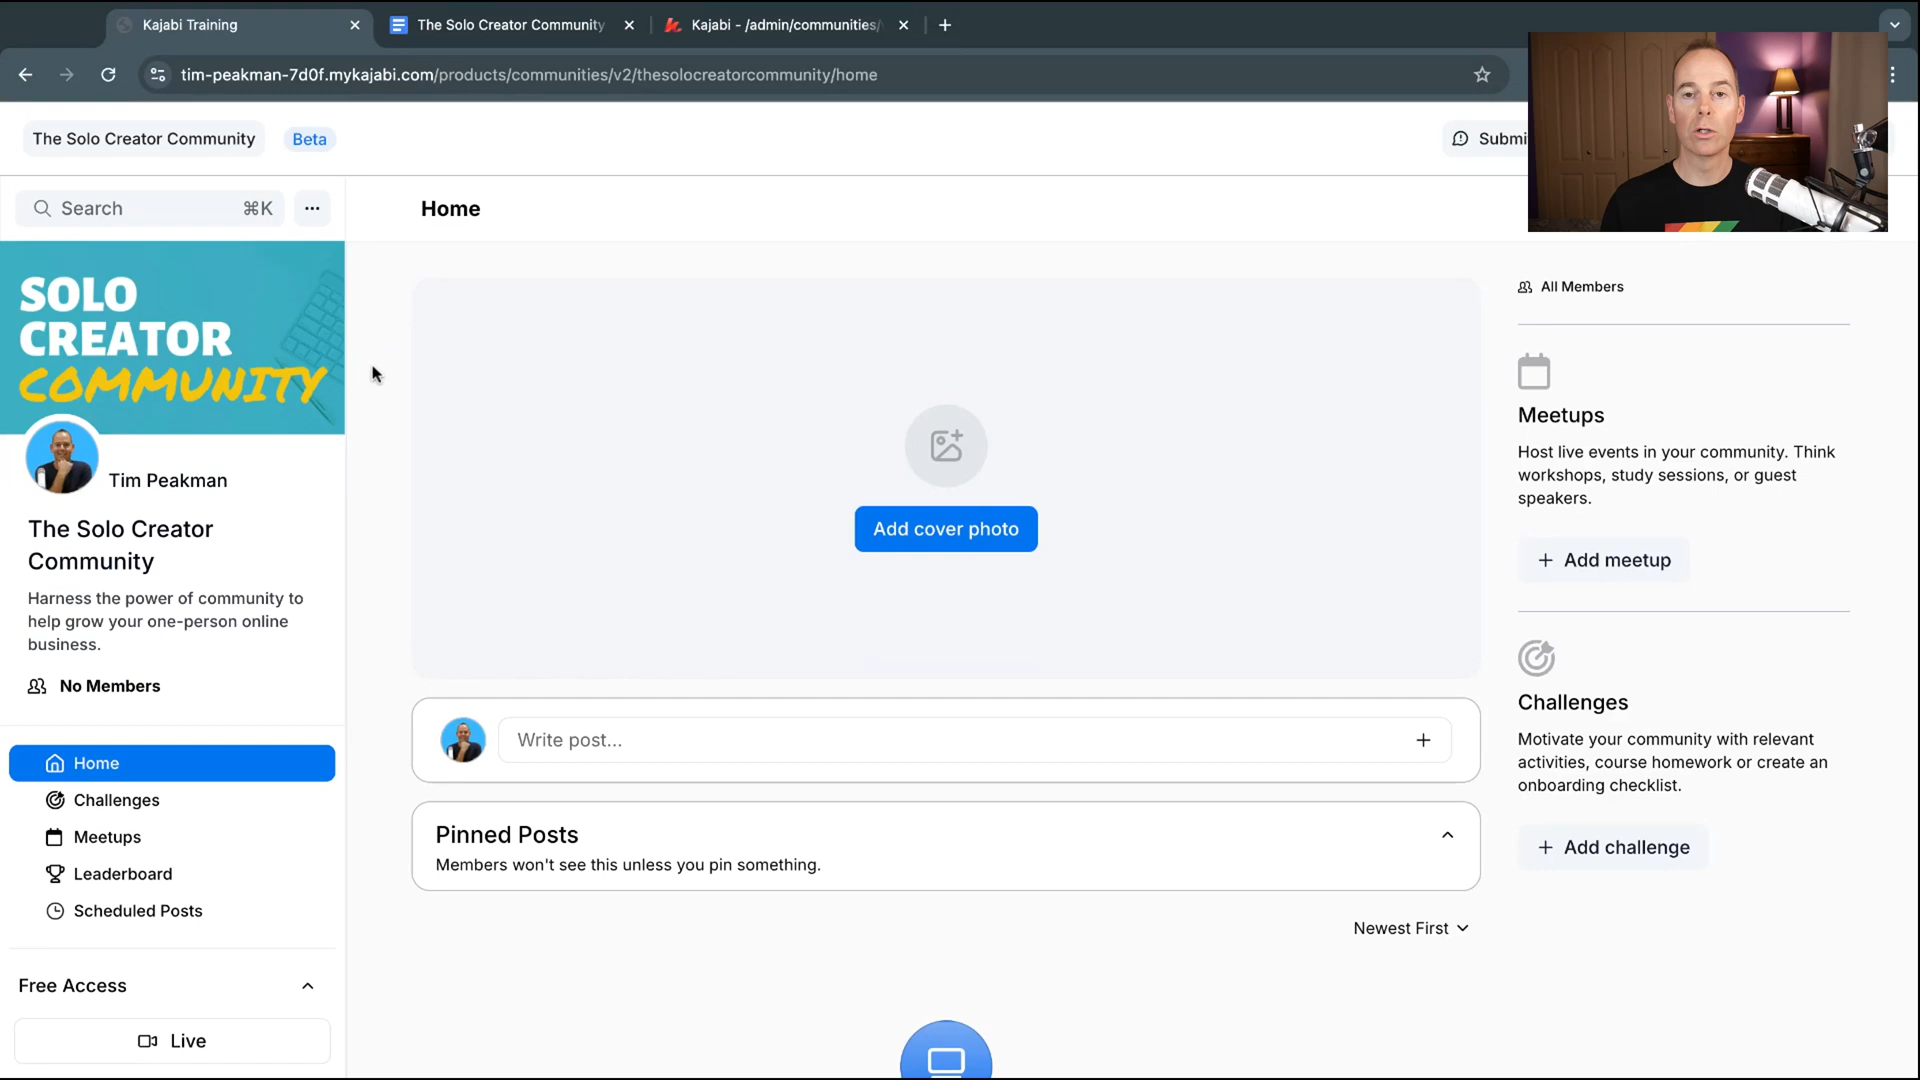 Kajabi Training
The Solo Creator Community
Kajabi - /admin/communities/
tim-peakman-7d0f.mykajabi.com/products/communities/v2/thesolocreatorcommunity/home
The Solo Creator Community
Beta
Submi
Search
⌘K
Home
SOLO
CREATOR
COMMUNITY
Tim Peakman
The Solo Creator
Community
Harness the power of community to
help grow your one-person online
business.
No Members
Home
Challenges
Meetups
Leaderboard
Scheduled Posts
Free Access
Live
Add cover photo
Write post...
Pinned Posts
Members won't see this unless you pin something.
Newest First
All Members
Meetups
Host live events in your community. Think
workshops, study sessions, or guest
speakers.
+ Add meetup
Challenges
Motivate your community with relevant
activities, course homework or create an
onboarding checklist.
+ Add challenge